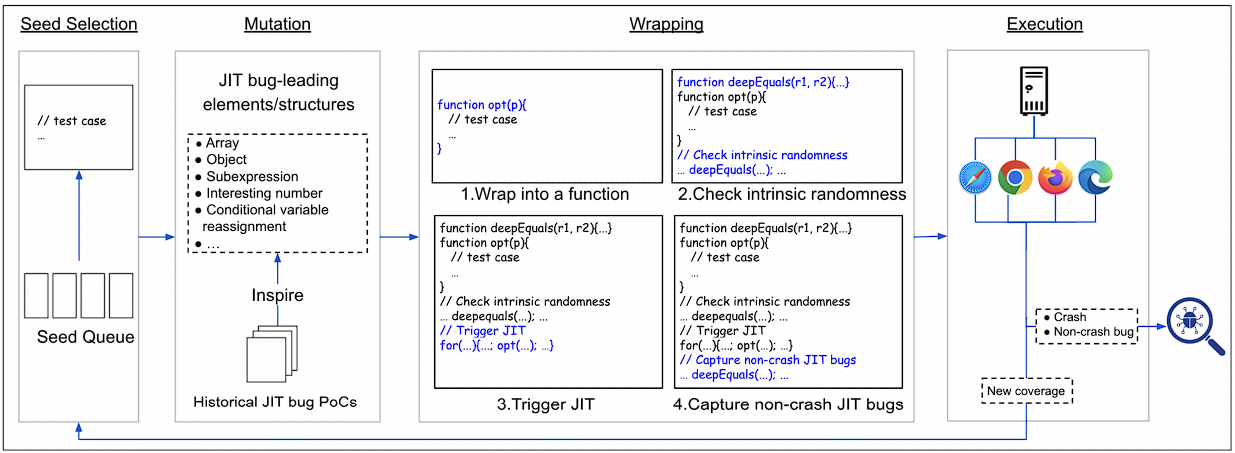 Seed Selection
// test case
…
Seed Queue
Mutation
JIT bug-leading
elements/structures
● Array
● Object
● Subexpression
● Interesting number
● Conditional variable
reassignment
● …
Inspire
Historical JIT bug PoCs
Wrapping
function opt(p){
// test case
…
}
1.Wrap into a function
function deepEquals(r1, r2){…}
function opt(p){
// test case
…
}
// Check intrinsic randomness
… deepEquals(…); …
2.Check intrinsic randomness
function deepEquals(r1, r2){…}
function opt(p){
// test case
…
}
// Check intrinsic randomness
… deepequals(…); …
// Trigger JIT
for(…){…; opt(…); …}
3.Trigger JIT
function deepEquals(r1, r2){…}
function opt(p){
// test case
…
}
// Check intrinsic randomness
… deepequals(…); …
// Trigger JIT
for(…){…; opt(…); …}
// Capture non-crash JIT bugs
… deepEquals(…); …
4.Capture non-crash JIT bugs
Execution
● Crash
● Non-crash bug
New coverage